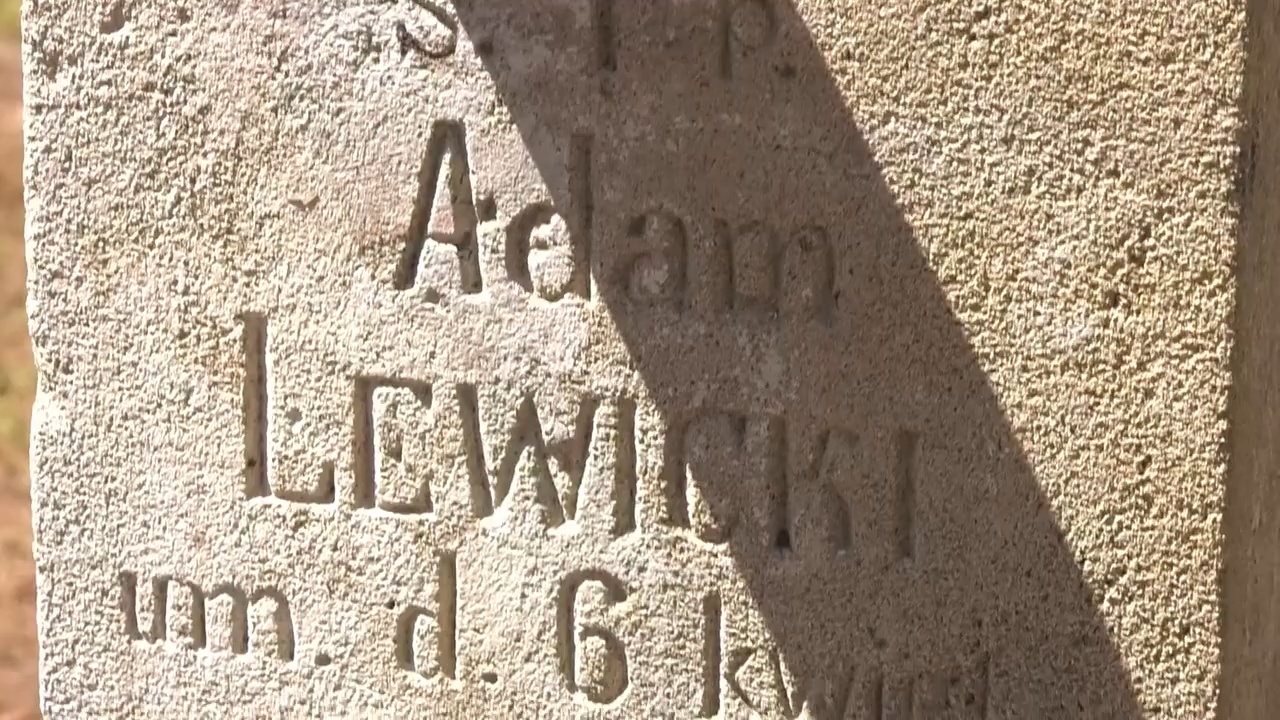 Ś. † p.
Adam
LEWICKI
um. d. 6